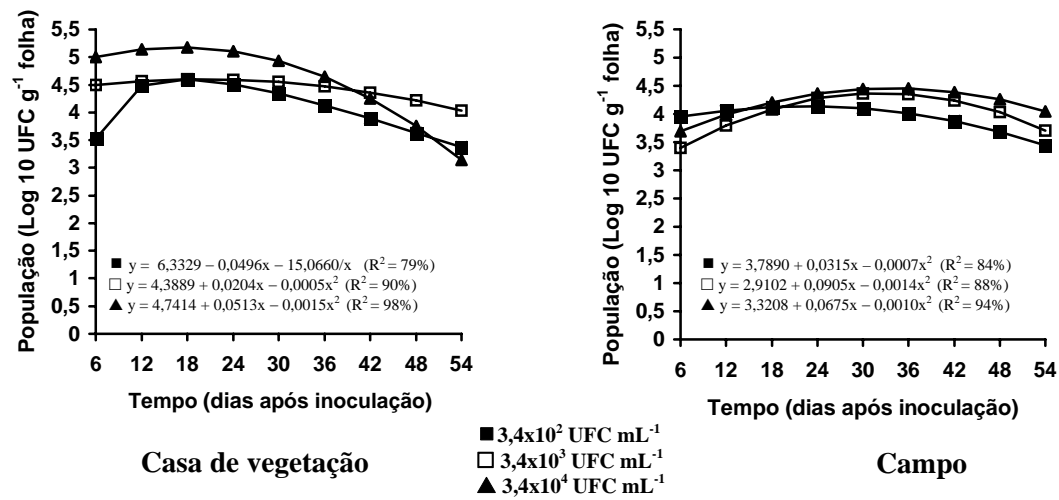 População (Log 10 UFC g⁻¹ folha)
5,5
5
4,5
4
3,5
3
2,5
2
1,5
1
0,5
0
y = 6,3329 – 0,0496x – 15,0660/x (R² = 79%)
y = 4,3889 + 0,0204x – 0,0005x² (R² = 90%)
y = 4,7414 + 0,0513x – 0,0015x² (R² = 98%)
6 12 18 24 30 36 42 48 54
Tempo (dias após inoculação)
Casa de vegetação
População (Log 10 UFC g⁻¹ folha)
5,5
5
4,5
4
3,5
3
2,5
2
1,5
1
0,5
0
y = 3,7890 + 0,0315x – 0,0007x² (R² = 84%)
y = 2,9102 + 0,0905x – 0,0014x² (R² = 88%)
y = 3,3208 + 0,0675x – 0,0010x² (R² = 94%)
6 12 18 24 30 36 42 48 54
Tempo (dias após inoculação)
Campo
3,4x10² UFC mL⁻¹
3,4x10³ UFC mL⁻¹
3,4x10⁴ UFC mL⁻¹